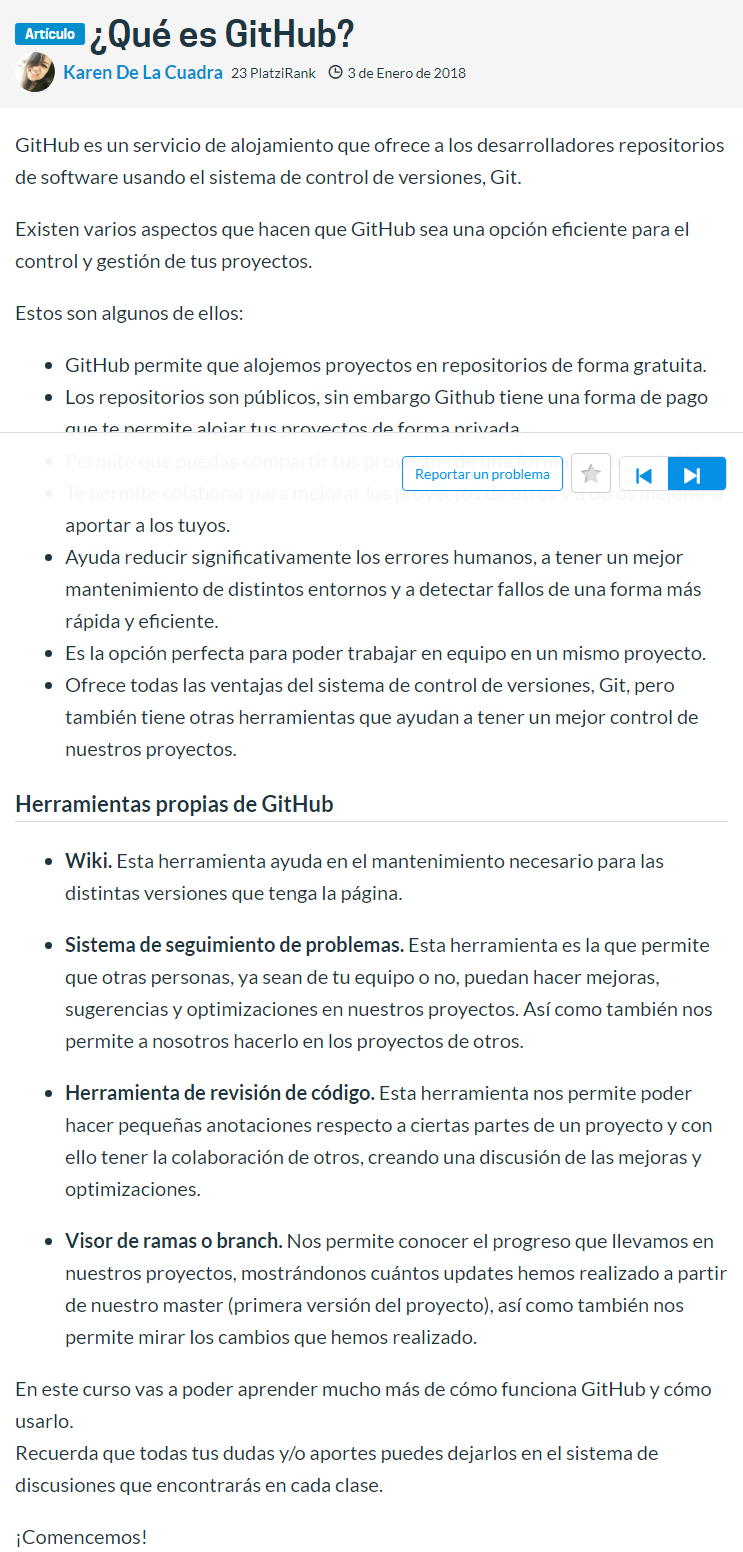 Artículo ¿Qué es GitHub?
Karen De La Cuadra 23 PlatziRank 3 de Enero de 2018
GitHub es un servicio de alojamiento que ofrece a los desarrolladores repositorios
de software usando el sistema de control de versiones, Git.
Existen varios aspectos que hacen que GitHub sea una opción eficiente para el
control y gestión de tus proyectos.
Estos son algunos de ellos:
GitHub permite que alojemos proyectos en repositorios de forma gratuita.
Los repositorios son públicos, sin embargo Github tiene una forma de pago
que te permite alojar tus proyectos de forma privada.
Permite que puedas compartir tus proyectos de una forma
Reportar un problema
Te permite colaborar para mejorar los proyectos de otros y a otros mejorar o
aportar a los tuyos.
Ayuda reducir significativamente los errores humanos, a tener un mejor
mantenimiento de distintos entornos y a detectar fallos de una forma más
rápida y eficiente.
Es la opción perfecta para poder trabajar en equipo en un mismo proyecto.
Ofrece todas las ventajas del sistema de control de versiones, Git, pero
también tiene otras herramientas que ayudan a tener un mejor control de
nuestros proyectos.
Herramientas propias de GitHub
Wiki. Esta herramienta ayuda en el mantenimiento necesario para las
distintas versiones que tenga la página.
Sistema de seguimiento de problemas. Esta herramienta es la que permite
que otras personas, ya sean de tu equipo o no, puedan hacer mejoras,
sugerencias y optimizaciones en nuestros proyectos. Así como también nos
permite a nosotros hacerlo en los proyectos de otros.
Herramienta de revisión de código. Esta herramienta nos permite poder
hacer pequeñas anotaciones respecto a ciertas partes de un proyecto y con
ello tener la colaboración de otros, creando una discusión de las mejoras y
optimizaciones.
Visor de ramas o branch. Nos permite conocer el progreso que llevamos en
nuestros proyectos, mostrándonos cuántos updates hemos realizado a partir
de nuestro master (primera versión del proyecto), así como también nos
permite mirar los cambios que hemos realizado.
En este curso vas a poder aprender mucho más de cómo funciona GitHub y cómo
usarlo.
Recuerda que todas tus dudas y/o aportes puedes dejarlos en el sistema de
discusiones que encontrarás en cada clase.
¡Comencemos!